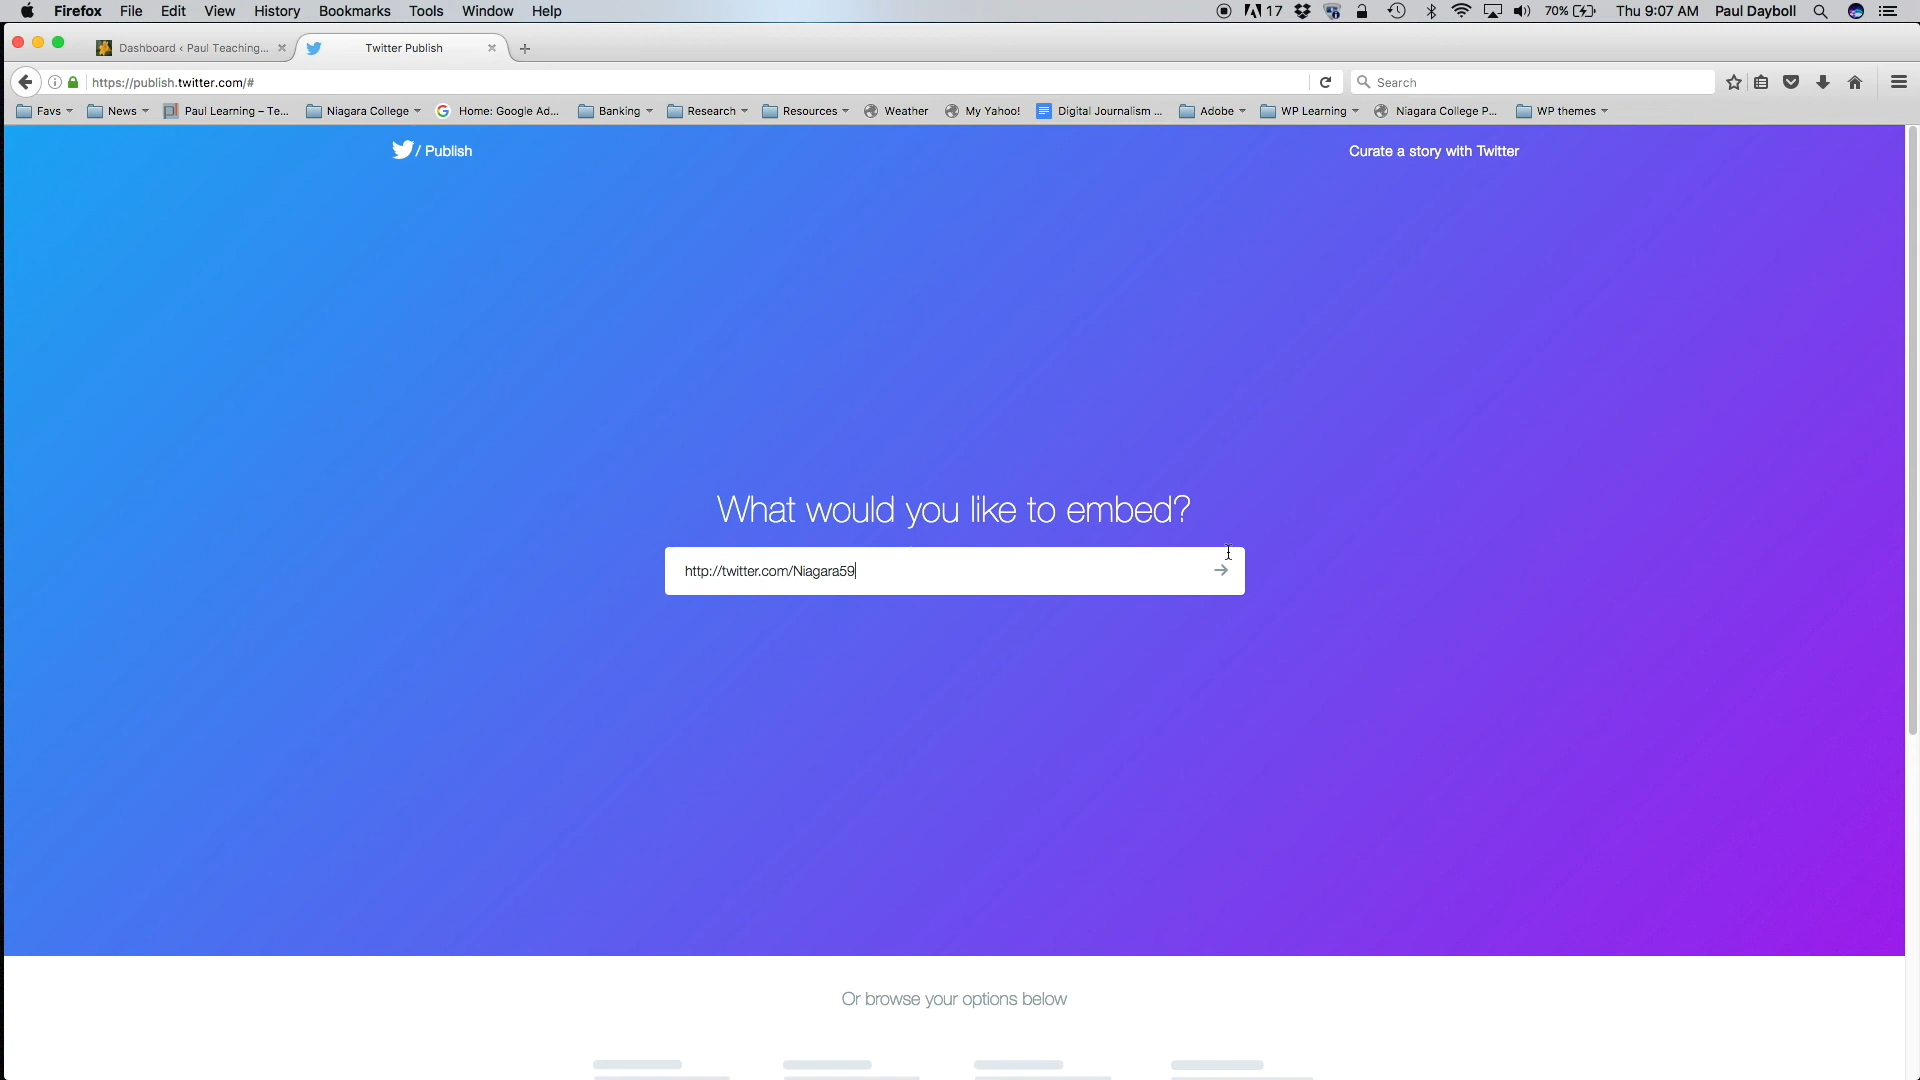 Firefox File Edit View History Bookmarks Tools Window Help 17 70% Thu 9:07 AM Paul Dayboll
Dashboard ‹ Paul Teaching... Twitter Publish
https://publish.twitter.com/# Search
Favs News Paul Learning – Te... Niagara College Home: Google Ad... Banking Research Resources Weather My Yahoo! Digital Journalism ... Adobe WP Learning Niagara College P... WP themes
/ Publish Curate a story with Twitter
What would you like to embed?
http://twitter.com/Niagara59
Or browse your options below